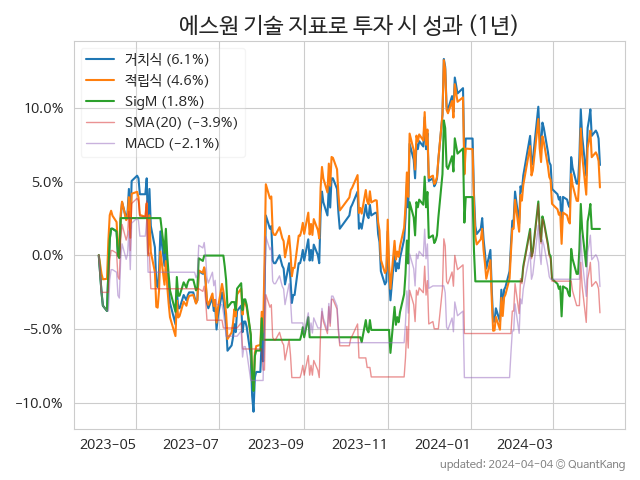 에스원 기술 지표로 투자 시 성과 (1년)
거치식 (6.1%)
적립식 (4.6%)
SigM (1.8%)
SMA(20) (−3.9%)
MACD (−2.1%)
10.0%
5.0%
0.0%
−5.0%
−10.0%
2023-05 2023-07 2023-09 2023-11 2024-01 2024-03
updated: 2024-04-04 © QuantKang